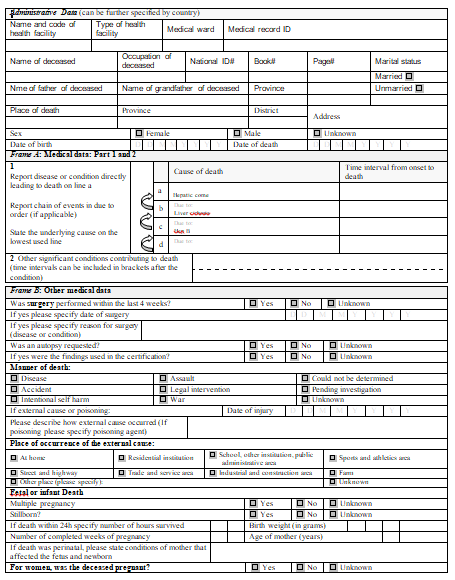 Administrative Data (can be further specified by country)
Name and code of health facility
Type of health facility
Medical ward
Medical record ID
Name of deceased
Occupation of deceased
National ID#
Book#
Page#
Marital status
Married
Nme of father of deceased
Name of grandfather of deceased
Province
Unmarried
Place of death
Province
District
Address
Sex
Female
Male
Unknown
Date of birth
D D M M Y Y Y Y
Date of death
D D M M Y Y Y Y
Frame A: Medical data: Part 1 and 2
1
Report disease or condition directly leading to death on line a
Report chain of events in due to order (if applicable)
State the underlying cause on the lowest used line
Cause of death
Time interval from onset to death
a
Hepatic come
b
Due to:
Liver
c
Due to:
B
d
Due to:
2 Other significant conditions contributing to death (time intervals can be included in brackets after the condition)
Frame B: Other medical data
Was surgery performed within the last 4 weeks?
Yes
No
Unknown
If yes please specify date of surgery
D D M M Y Y Y Y
If yes please specify reason for surgery (disease or condition)
Was an autopsy requested?
Yes
No
Unknown
If yes were the findings used in the certification?
Yes
No
Unknown
Manner of death:
Disease
Assault
Could not be determined
Accident
Legal intervention
Pending investigation
Intentional self harm
War
Unknown
If external cause or poisoning:
Date of injury
D D M M Y Y Y Y
Please describe how external cause occurred (If poisoning please specify poisoning agent)
Place of occurrence of the external cause:
At home
Residential institution
School, other institution, public administrative area
Sports and athletics area
Street and highway
Trade and service area
Industrial and construction area
Farm
Other place (please specify):
Unknown
Fetal or infant Death
Multiple pregnancy
Yes
No
Unknown
Stillborn?
Yes
No
Unknown
If death within 24h specify number of hours survived
Birth weight (in grams)
Number of completed weeks of pregnancy
Age of mother (years)
If death was perinatal, please state conditions of mother that affected the fetus and newborn
For women, was the deceased pregnant?
Yes
No
Unknown